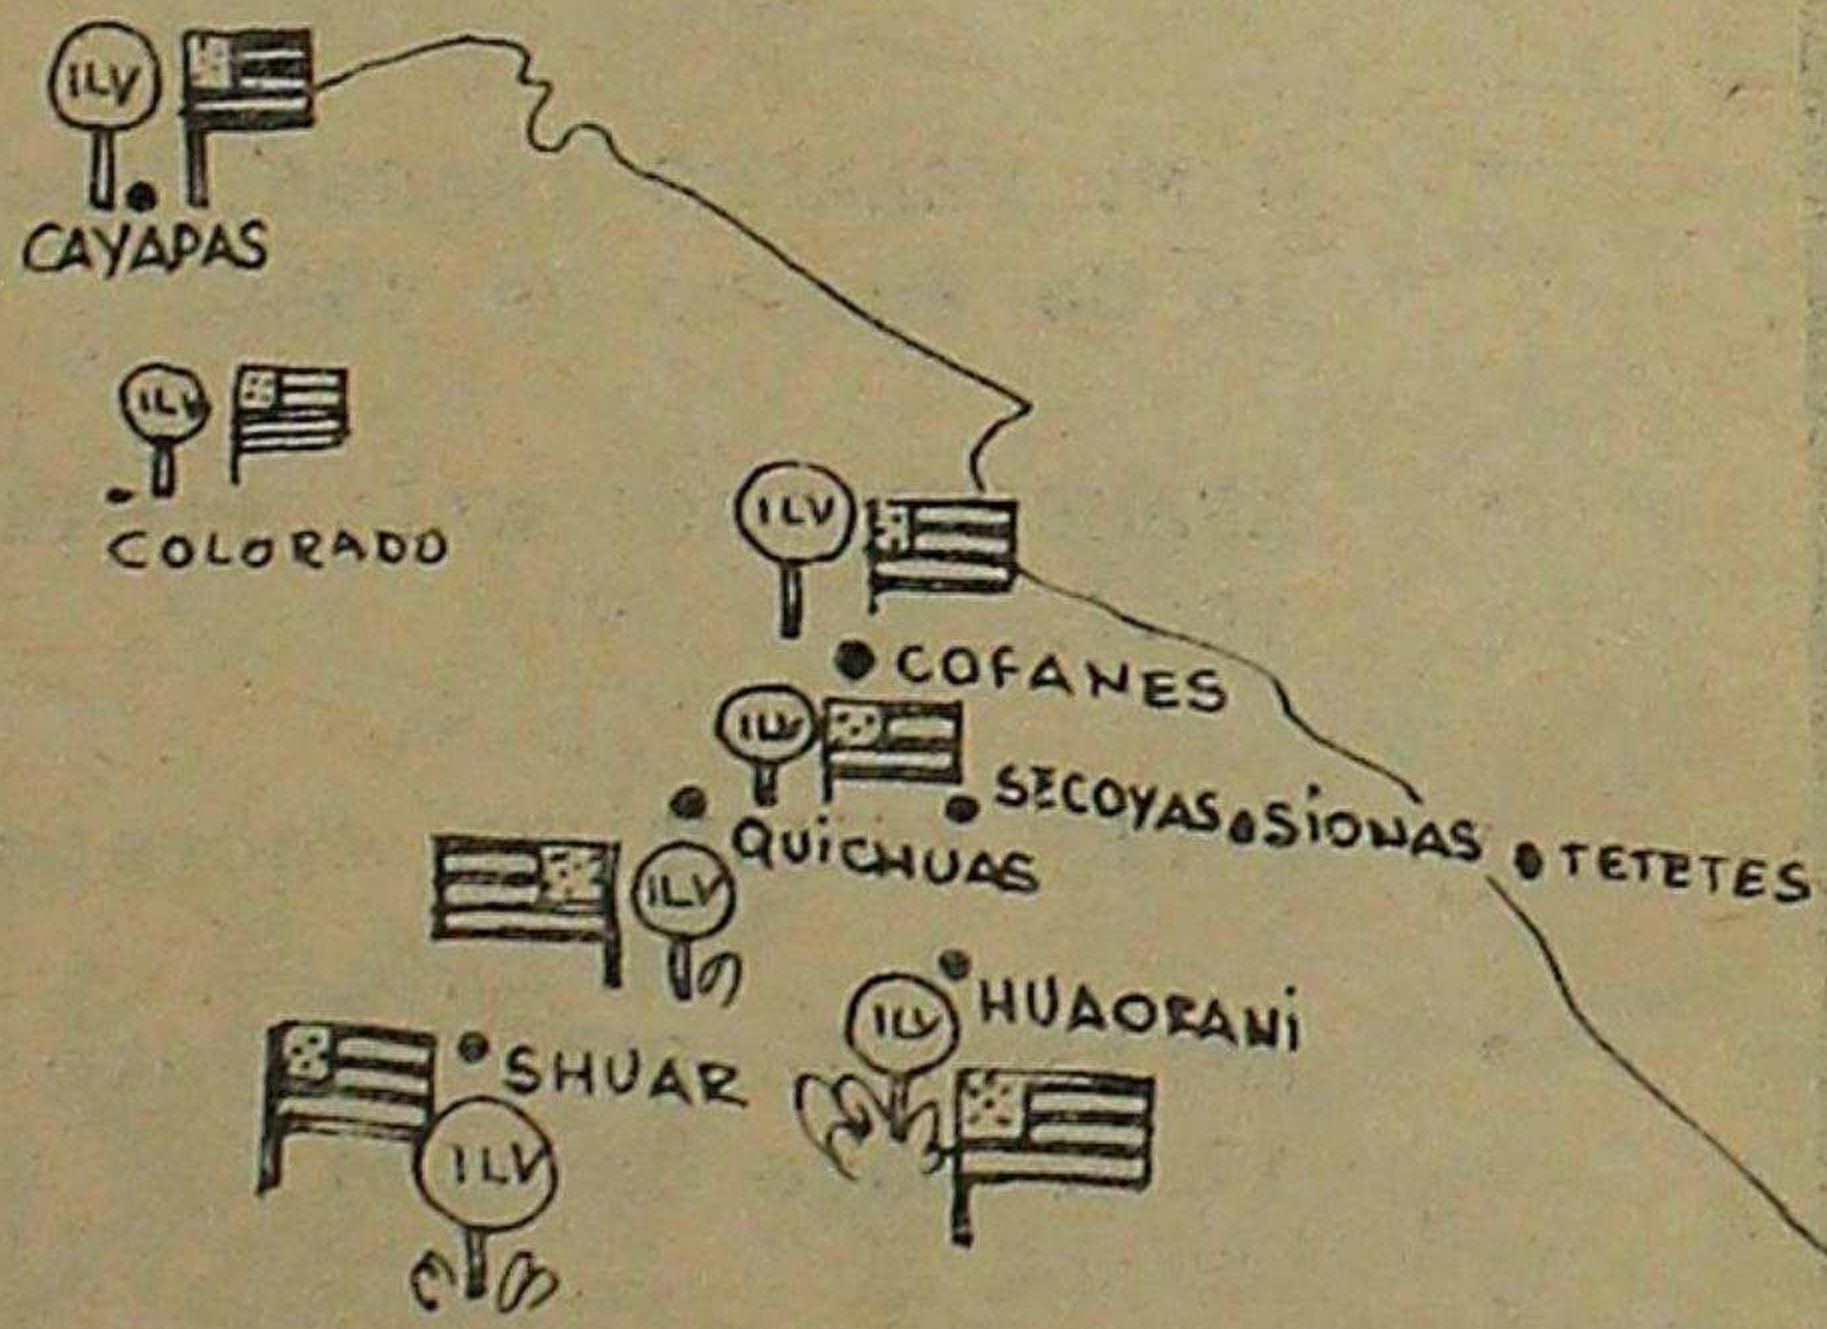 ILV
CAYAPAS
ILV
COLORADO
ILV
COFANES
ILV
SECOYAS SIONAS TETETES
QUICHUAS
ILV
HUAORANI
ILV
SHUAR
ILV